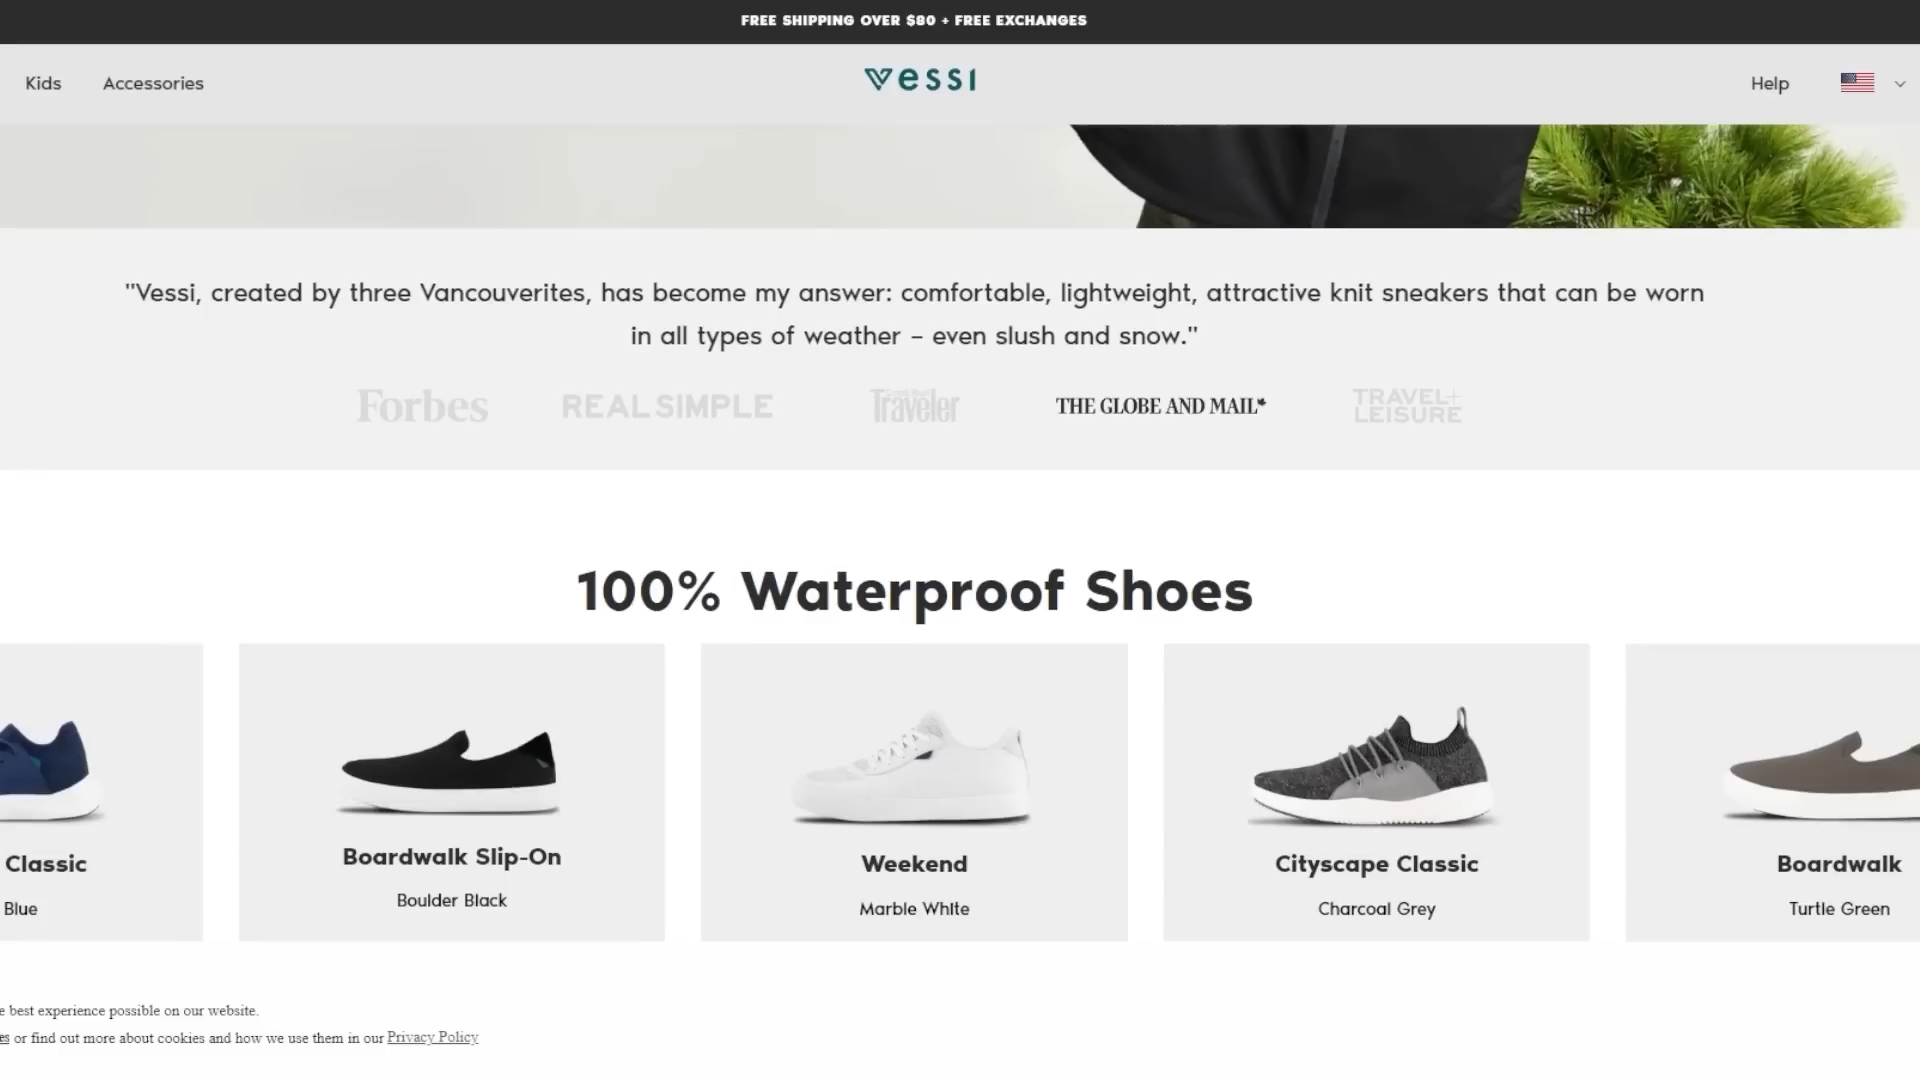 FREE SHIPPING OVER $80 + FREE EXCHANGES
Kids
Accessories
vessi
Help
"Vessi, created by three Vancouverites, has become my answer: comfortable, lightweight, attractive knit sneakers that can be worn
in all types of weather – even slush and snow."
Forbes
REAL SIMPLE
Traveler
THE GLOBE AND MAIL
TRAVEL+
LEISURE
100% Waterproof Shoes
Classic
Blue
Boardwalk Slip-On
Boulder Black
Weekend
Marble White
Cityscape Classic
Charcoal Grey
Boardwalk
Turtle Green
best experience possible on our website.
or find out more about cookies and how we use them in our Privacy Policy